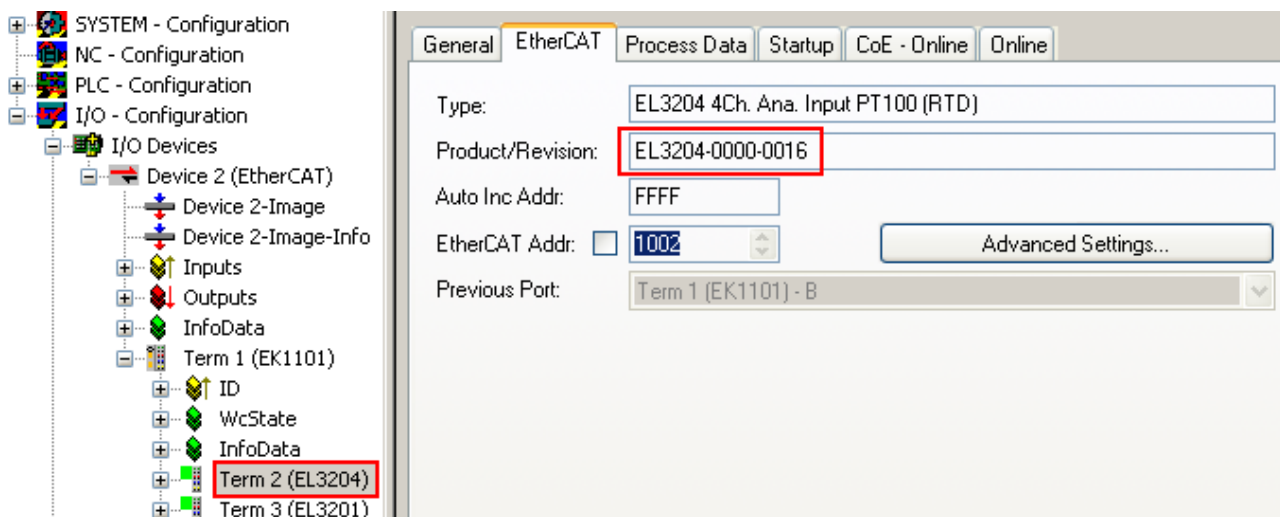 SYSTEM - Configuration
NC - Configuration
PLC - Configuration
I/O - Configuration
I/O Devices
Device 2 (EtherCAT)
Device 2-Image
Device 2-Image-Info
Inputs
Outputs
InfoData
Term 1 (EK1101)
ID
WcState
InfoData
Term 2 (EL3204)
Term 3 (EL3201)
General EtherCAT Process Data Startup CoE - Online Online
Type: EL3204 4Ch. Ana. Input PT100 (RTD)
Product/Revision: EL3204-0000-0016
Auto Inc Addr: FFFF
EtherCAT Addr: 1002 Advanced Settings...
Previous Port: Term 1 (EK1101) - B